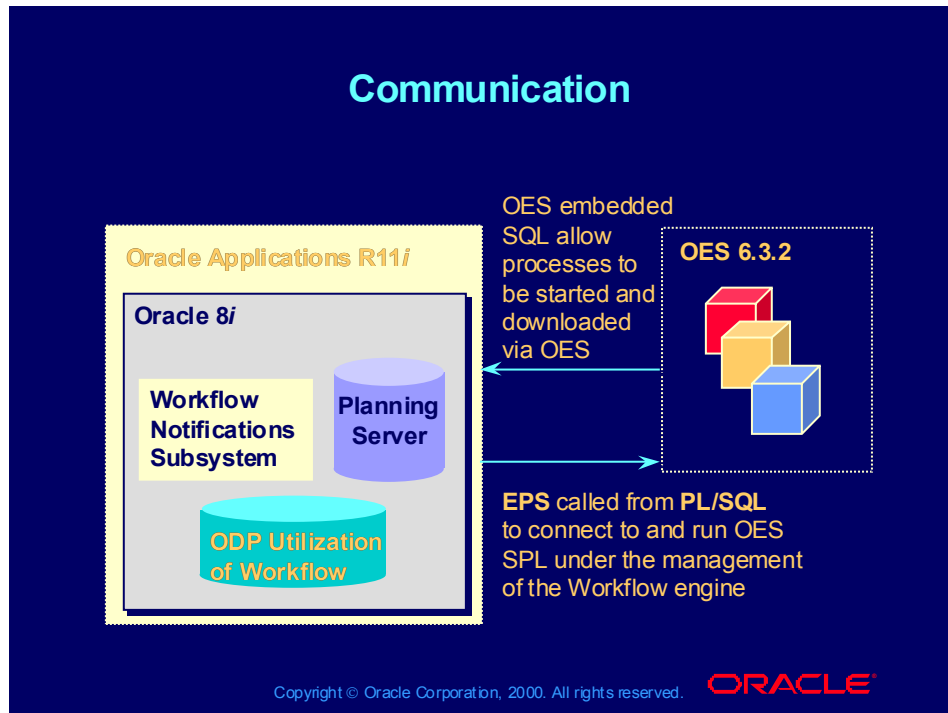 Communication
OES embedded
SQL allow
processes to
be started and
downloaded
via OES
Oracle Applications R11i
OES 6.3.2
Oracle 8i
Workflow
Notifications
Subsystem
Planning
Server
ODP Utilization
of Workflow
EPS called from PL/SQL
to connect to and run OES
SPL under the management
of the Workflow engine
Copyright © Oracle Corporation, 2000. All rights reserved.
ORACLE®